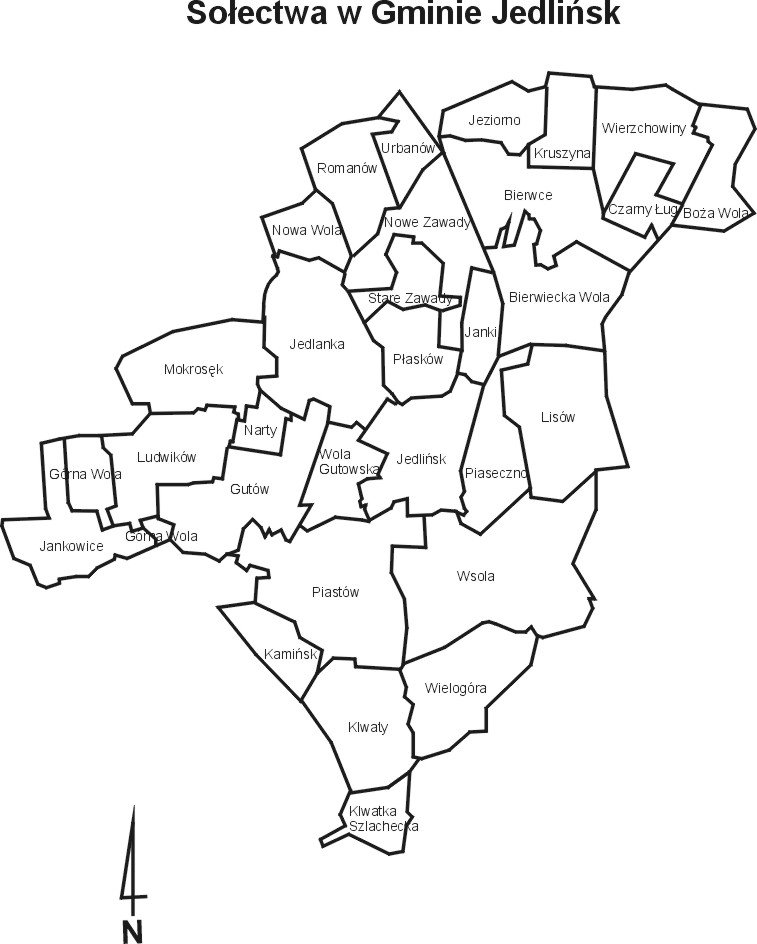 Sołectwa w Gminie Jedlińsk
Jeziorno
Kruszyna
Wierzchowiny
Urbanów
Romanów
Bierwce
Czarny Ług
Boża Wola
Nowa Wola
Nowe Zawady
Stare Zawady
Bierwiecka Wola
Janki
Jedlanka
Płasków
Mokrosęk
Lisów
Narty
Wola
Gutowska
Ludwików
Jedlińsk
Górna Wola
Piaseczno
Gutów
Górna Wola
Jankowice
Wsola
Piastów
Kamińsk
Wielogóra
Klwaty
Klwatka
Szlachecka
N